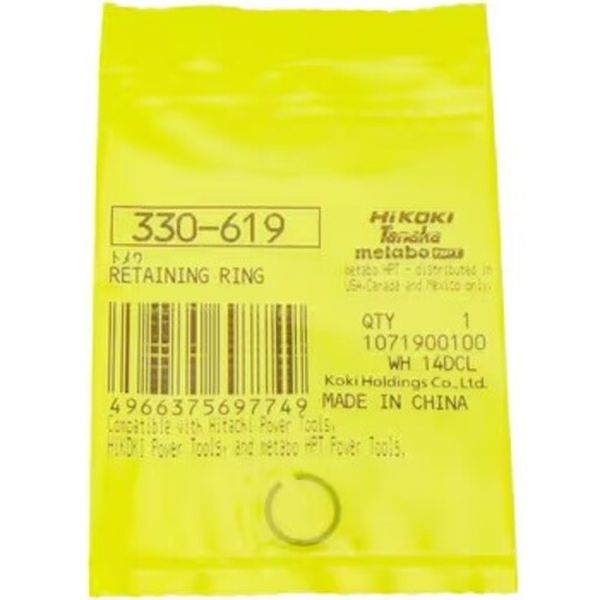 330-619
トメワ
RETAINING RING
4966375697749
HiKOKI
Tanaka
metabo HPT
metabo HPT - distributed in
USA,Canada and Mexico only.
QTY 1
1071900100
WH 14DCL
Koki Holdings Co., Ltd.
MADE IN CHINA
Compatible with Hitachi Power Tools,
HiKOKI Power Tools, and metabo HPT Power Tools.